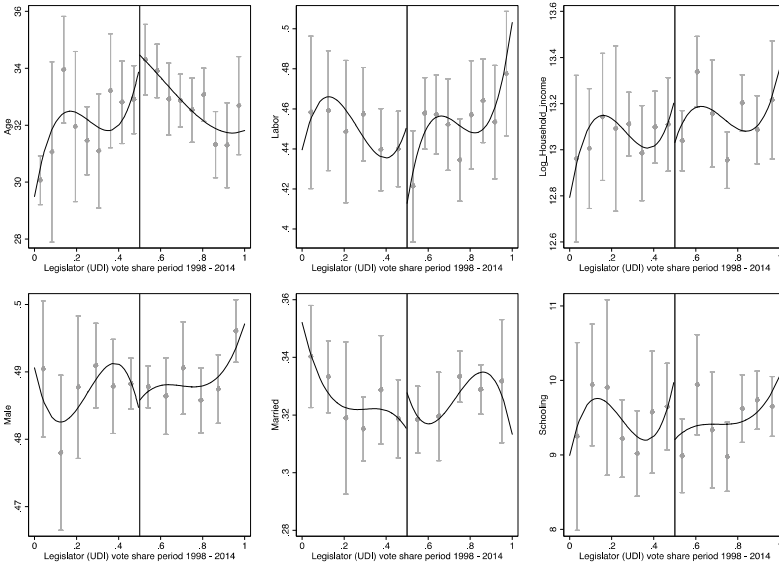 Age
28 30 32 34 36
0 .2 .4 .6 .8 1
Legislator (UDI) vote share period 1998 - 2014
Labor
.4 .42 .44 .46 .48 .5
0 .2 .4 .6 .8 1
Legislator (UDI) vote share period 1998 - 2014
Log_Household_income
12.6 12.8 13 13.2 13.4 13.6
0 .2 .4 .6 .8 1
Legislator (UDI) vote share period 1998 - 2014
Male
.47 .48 .49 .5
0 .2 .4 .6 .8 1
Legislator (UDI) vote share period 1998 - 2014
Married
.28 .3 .32 .34 .36
0 .2 .4 .6 .8 1
Legislator (UDI) vote share period 1998 - 2014
Schooling
8 9 10 11
0 .2 .4 .6 .8 1
Legislator (UDI) vote share period 1998 - 2014